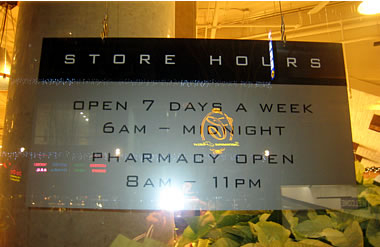 STORE HOURS
OPEN 7 DAYS A WEEK
6AM – MIDNIGHT
PHARMACY OPEN
8AM – 11PM